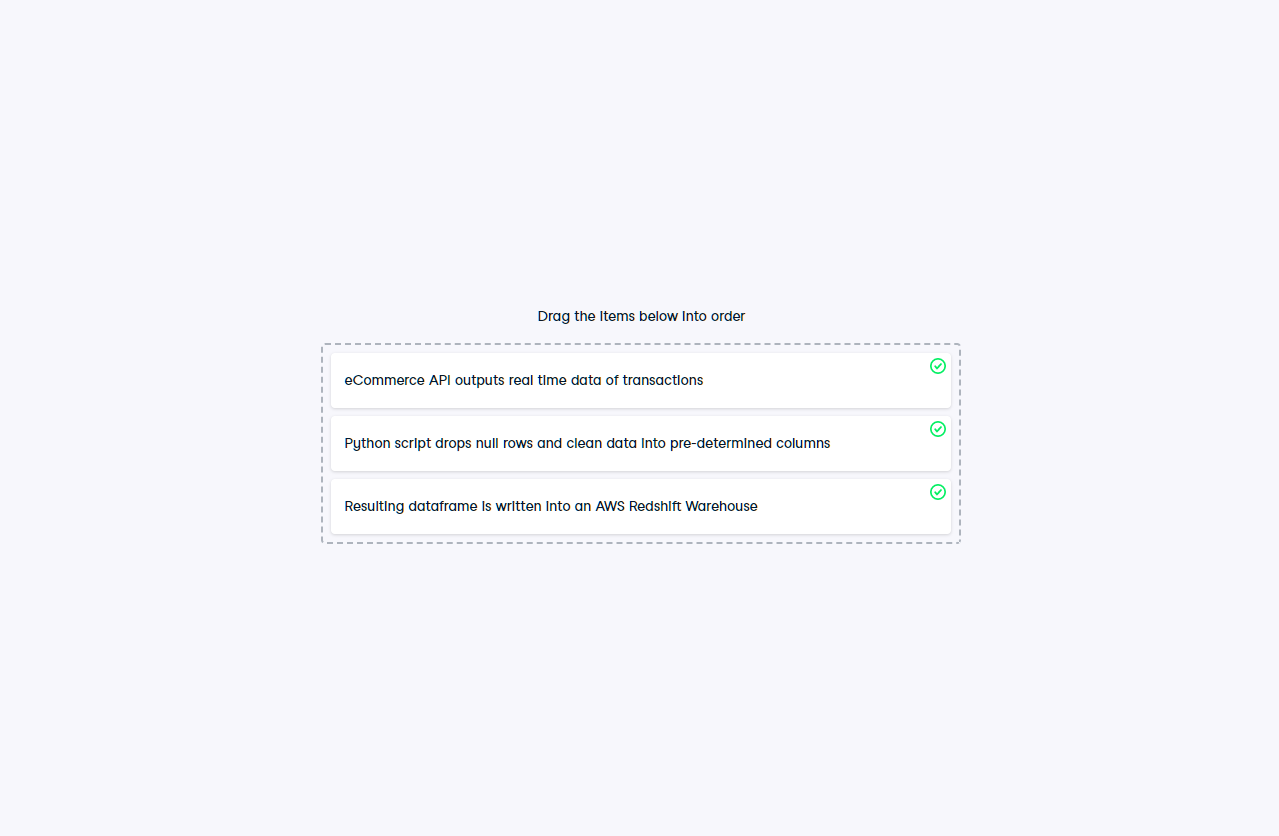 Drag the items below into order
eCommerce API outputs real time data of transactions
Python script drops null rows and clean data into pre-determined columns
Resulting dataframe is written into an AWS Redshift Warehouse